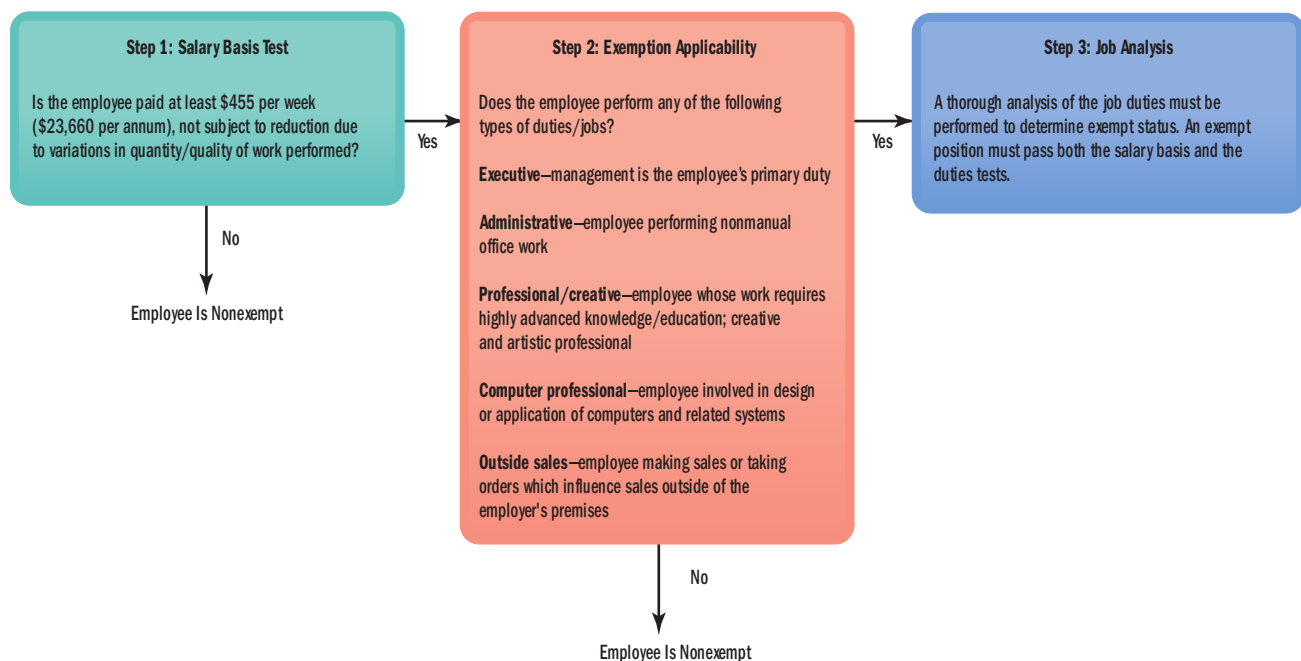 Step 1: Salary Basis Test
Is the employee paid at least $455 per week
($23,660 per annum), not subject to reduction due
to variations in quantity/quality of work performed?
Yes
No
Employee Is Nonexempt
Step 2: Exemption Applicability
Does the employee perform any of the following
types of duties/jobs?
Executive—management is the employee’s primary duty
Administrative—employee performing nonmanual
office work
Professional/creative—employee whose work requires
highly advanced knowledge/education; creative
and artistic professional
Computer professional—employee involved in design
or application of computers and related systems
Outside sales—employee making sales or taking
orders which influence sales outside of the
employer's premises
Yes
No
Employee Is Nonexempt
Step 3: Job Analysis
A thorough analysis of the job duties must be
performed to determine exempt status. An exempt
position must pass both the salary basis and the
duties tests.